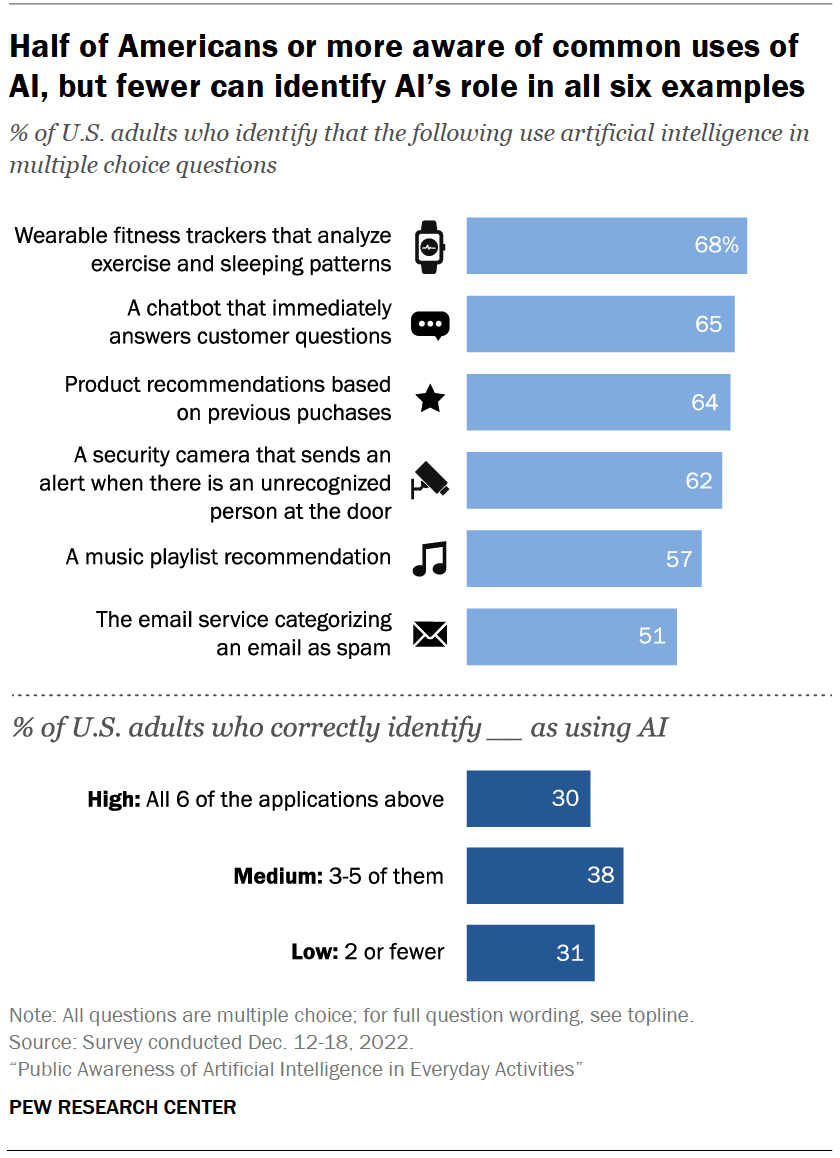 Half of Americans or more aware of common uses of
AI, but fewer can identify AI's role in all six examples
% of U.S. adults who identify that the following use artificial intelligence in
multiple choice questions
Wearable fitness trackers that analyze
exercise and sleeping patterns
68%
A chatbot that immediately
answers customer questions
65
Product recommendations based
on previous puchases
64
A security camera that sends an
alert when there is an unrecognized
person at the door
62
A music playlist recommendation
57
The email service categorizing
an email as spam
51
% of U.S. adults who correctly identify __ as using AI
High: All 6 of the applications above
30
Medium: 3-5 of them
38
Low: 2 or fewer
31
Note: All questions are multiple choice; for full question wording, see topline.
Source: Survey conducted Dec. 12-18, 2022.
“Public Awareness of Artificial Intelligence in Everyday Activities”
PEW RESEARCH CENTER